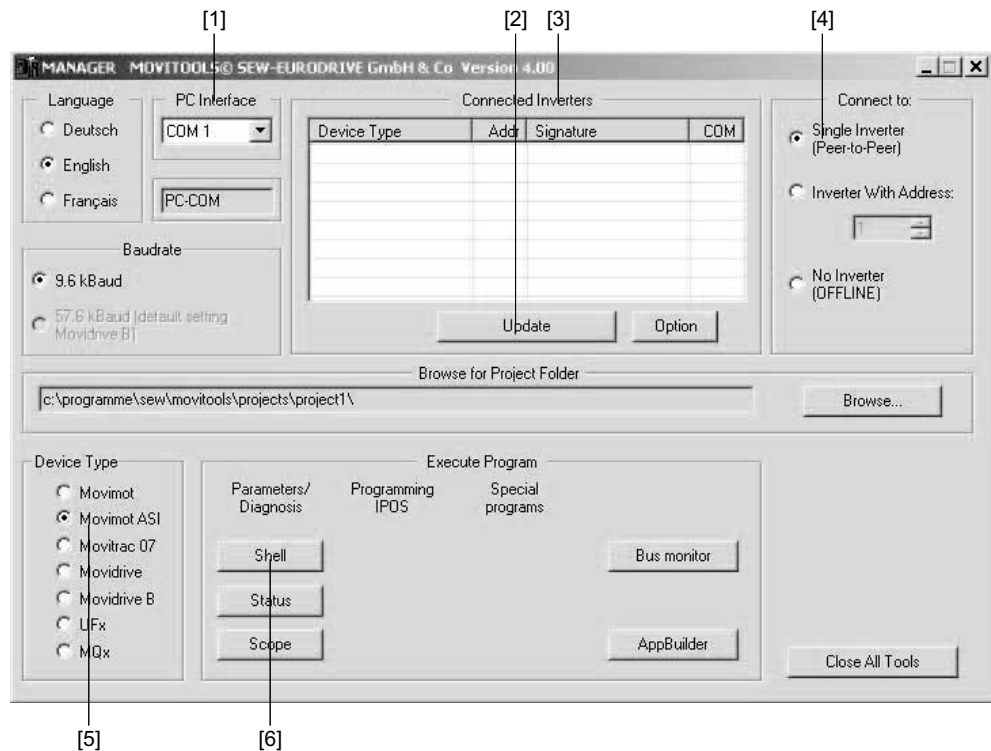 [1]
[2]
[3]
[4]
MANAGER MOVITOOLS© SEW-EURODRIVE GmbH & Co Version 4.00
Language
Deutsch
English
Français
PC Interface
COM 1
PC-COM
Baudrate
9.6 kBaud
57.6 kBaud (default setting
Movidrive B)
Connected Inverters
Device Type Addr Signature COM
Update
Option
Connect to:
Single Inverter
(Peer-to-Peer)
Inverter With Address:
1
No Inverter
(OFFLINE)
Browse for Project Folder
c:\programme\sew\movitools\projects\project1\
Browse...
Device Type
Movimot
Movimot ASI
Movitrac 07
Movidrive
Movidrive B
UFx
MQx
Execute Program
Parameters/
Diagnosis
Programming
IPOS
Special
programs
Shell
Status
Scope
Bus monitor
AppBuilder
Close All Tools
[5]
[6]